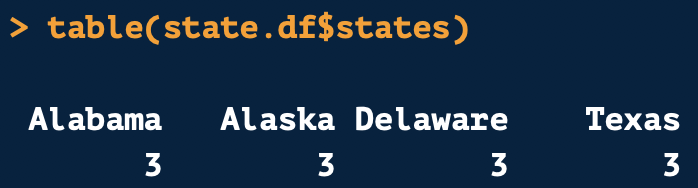 > table(state.df$states)
Alabama Alaska Delaware Texas
3 3 3 3